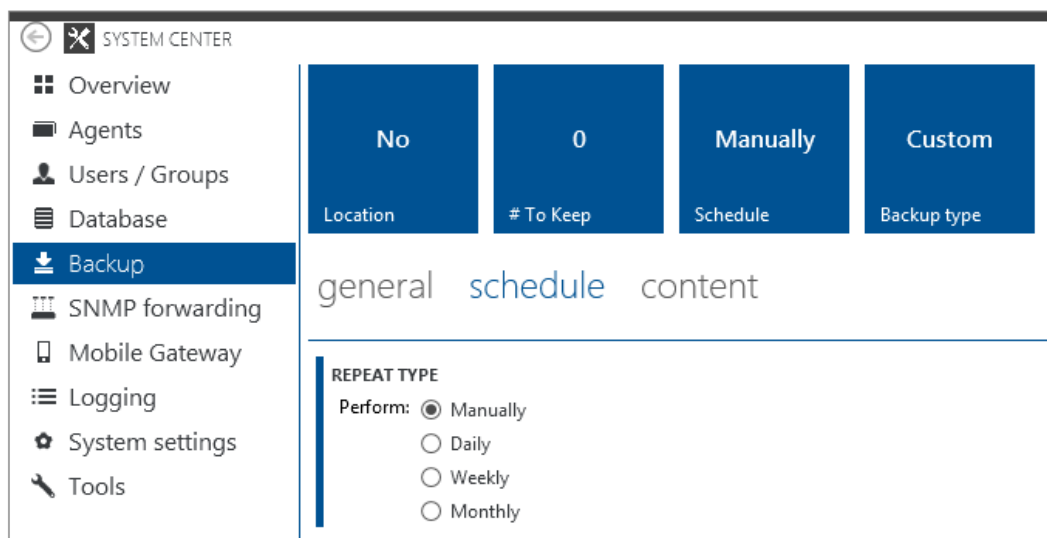 SYSTEM CENTER
Overview
Agents
Users / Groups
Database
Backup
SNMP forwarding
Mobile Gateway
Logging
System settings
Tools
No
Location
0
# To Keep
Manually
Schedule
Custom
Backup type
general schedule content
REPEAT TYPE
Perform: Manually
Daily
Weekly
Monthly